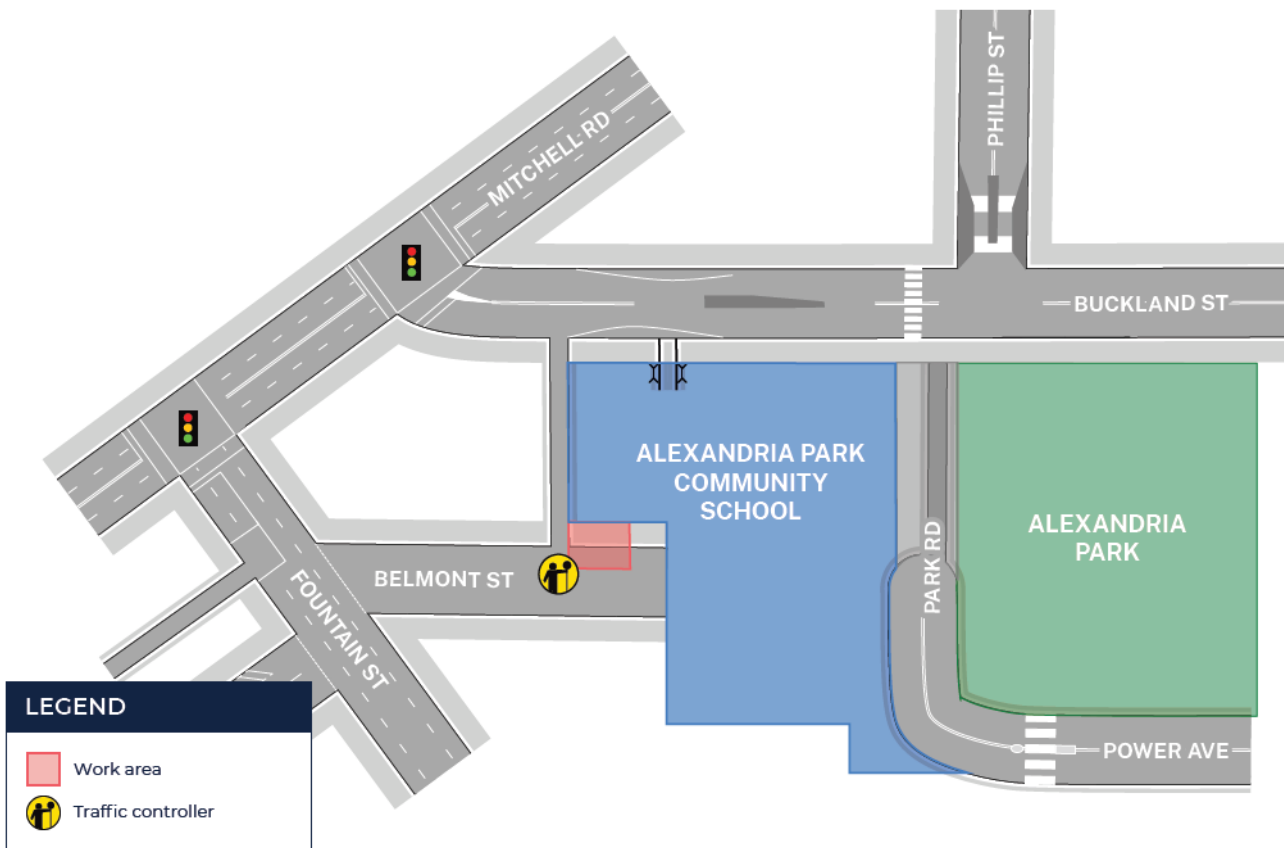 PHILLIP ST
MITCHELL RD
BUCKLAND ST
ALEXANDRIA PARK
COMMUNITY
SCHOOL
ALEXANDRIA
PARK
BELMONT ST
PARK RD
FOUNTAIN ST
POWER AVE
LEGEND
Work area
Traffic controller